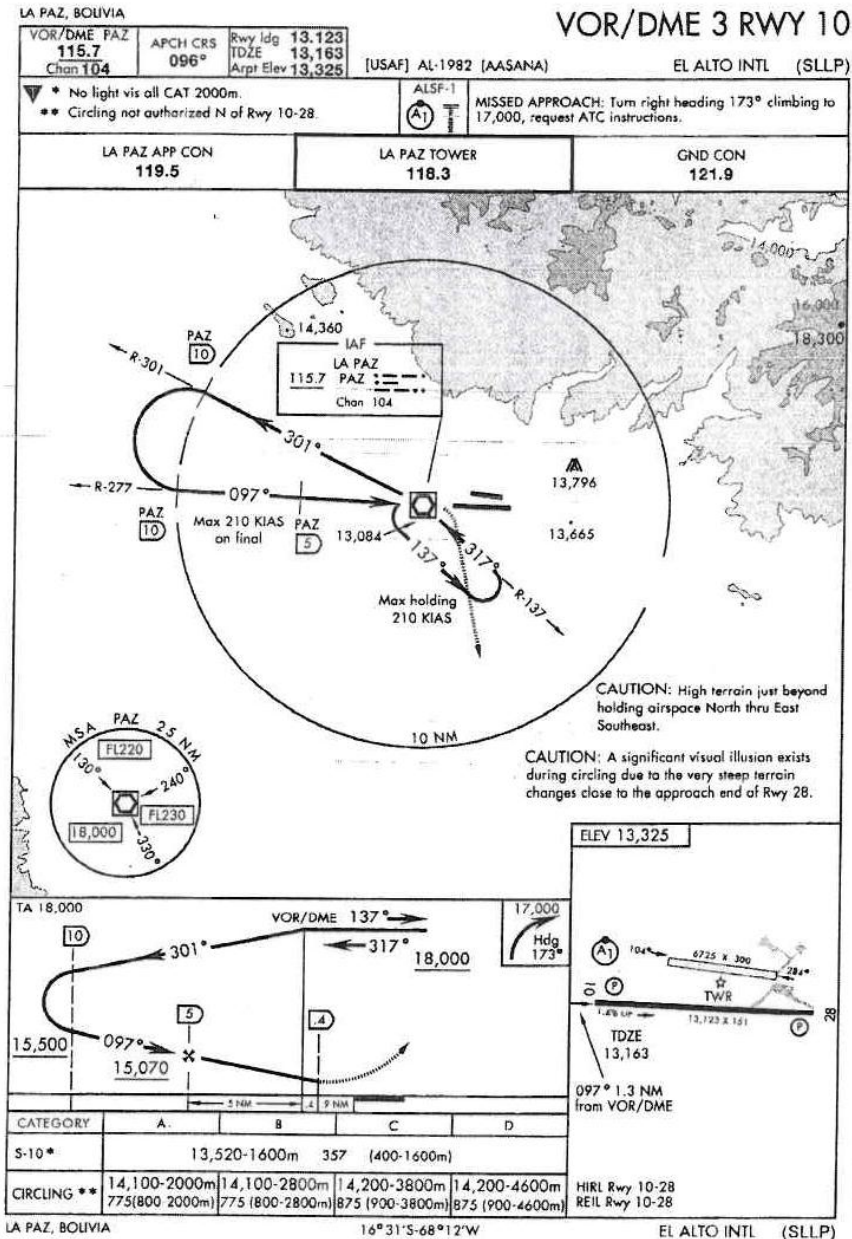 LA PAZ, BOLIVIA
VOR/DME 3 RWY 10
VOR/DME PAZ
115.7
Chan 104
APCH CRS
096°
Rwy ldg 13.123
TDZE 13,163
Arpt Elev 13,325
[USAF] AL-1982 (AASANA)
EL ALTO INTL (SLLP)
* No light vis all CAT 2000m.
** Circling not authorized N of Rwy 10-28.
ALSF-1
A1
MISSED APPROACH: Turn right heading 173° climbing to
17,000, request ATC instructions.
LA PAZ APP CON
119.5
LA PAZ TOWER
118.3
GND CON
121.9
14,000
16,000
18,300
14,360
PAZ
10
R-301
IAF
LA PAZ
115.7 PAZ
Chan 104
301°
R-277
097°
PAZ
10
Max 210 KIAS
on final
PAZ
5
13,084
13,796
13,665
137°
317°
R-137
Max holding
210 KIAS
10 NM
CAUTION: High terrain just beyond
holding airspace North thru East
Southeast.
CAUTION: A significant visual illusion exists
during circling due to the very steep terrain
changes close to the approach end of Rwy 28.
MSA PAZ 25 NM
FL220
130°
240°
FL230
18,000
330°
ELEV 13,325
TA 18,000
VOR/DME 137°
317°
18,000
10
301°
17,000
Hdg
173°
5
.4
097°
15,500
15,070
5 NM
.4
.9 NM
A1
104°
6725 X 300
284°
TWR
10
P
28
1.4% UP
13,123 X 151
P
TDZE
13,163
097° 1.3 NM
from VOR/DME
CATEGORY A. B C D
S-10* 13,520-1600m 357 (400-1600m)
CIRCLING ** 14,100-2000m 14,100-2800m 14,200-3800m 14,200-4600m
775(800-2000m) 775 (800-2800m) 875 (900-3800m) 875 (900-4600m)
HIRL Rwy 10-28
REIL Rwy 10-28
LA PAZ, BOLIVIA
16°31'S-68°12'W
EL ALTO INTL (SLLP)